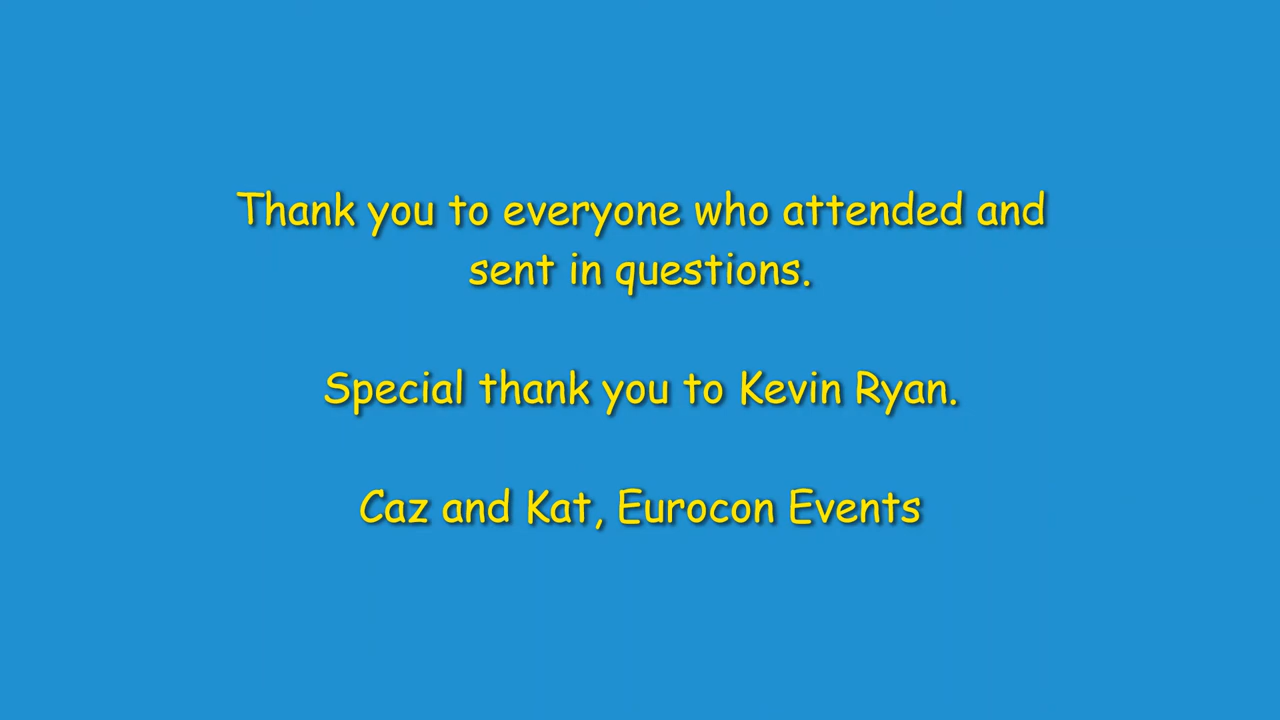 Thank you to everyone who attended and
sent in questions.
Special thank you to Kevin Ryan.
Caz and Kat, Eurocon Events